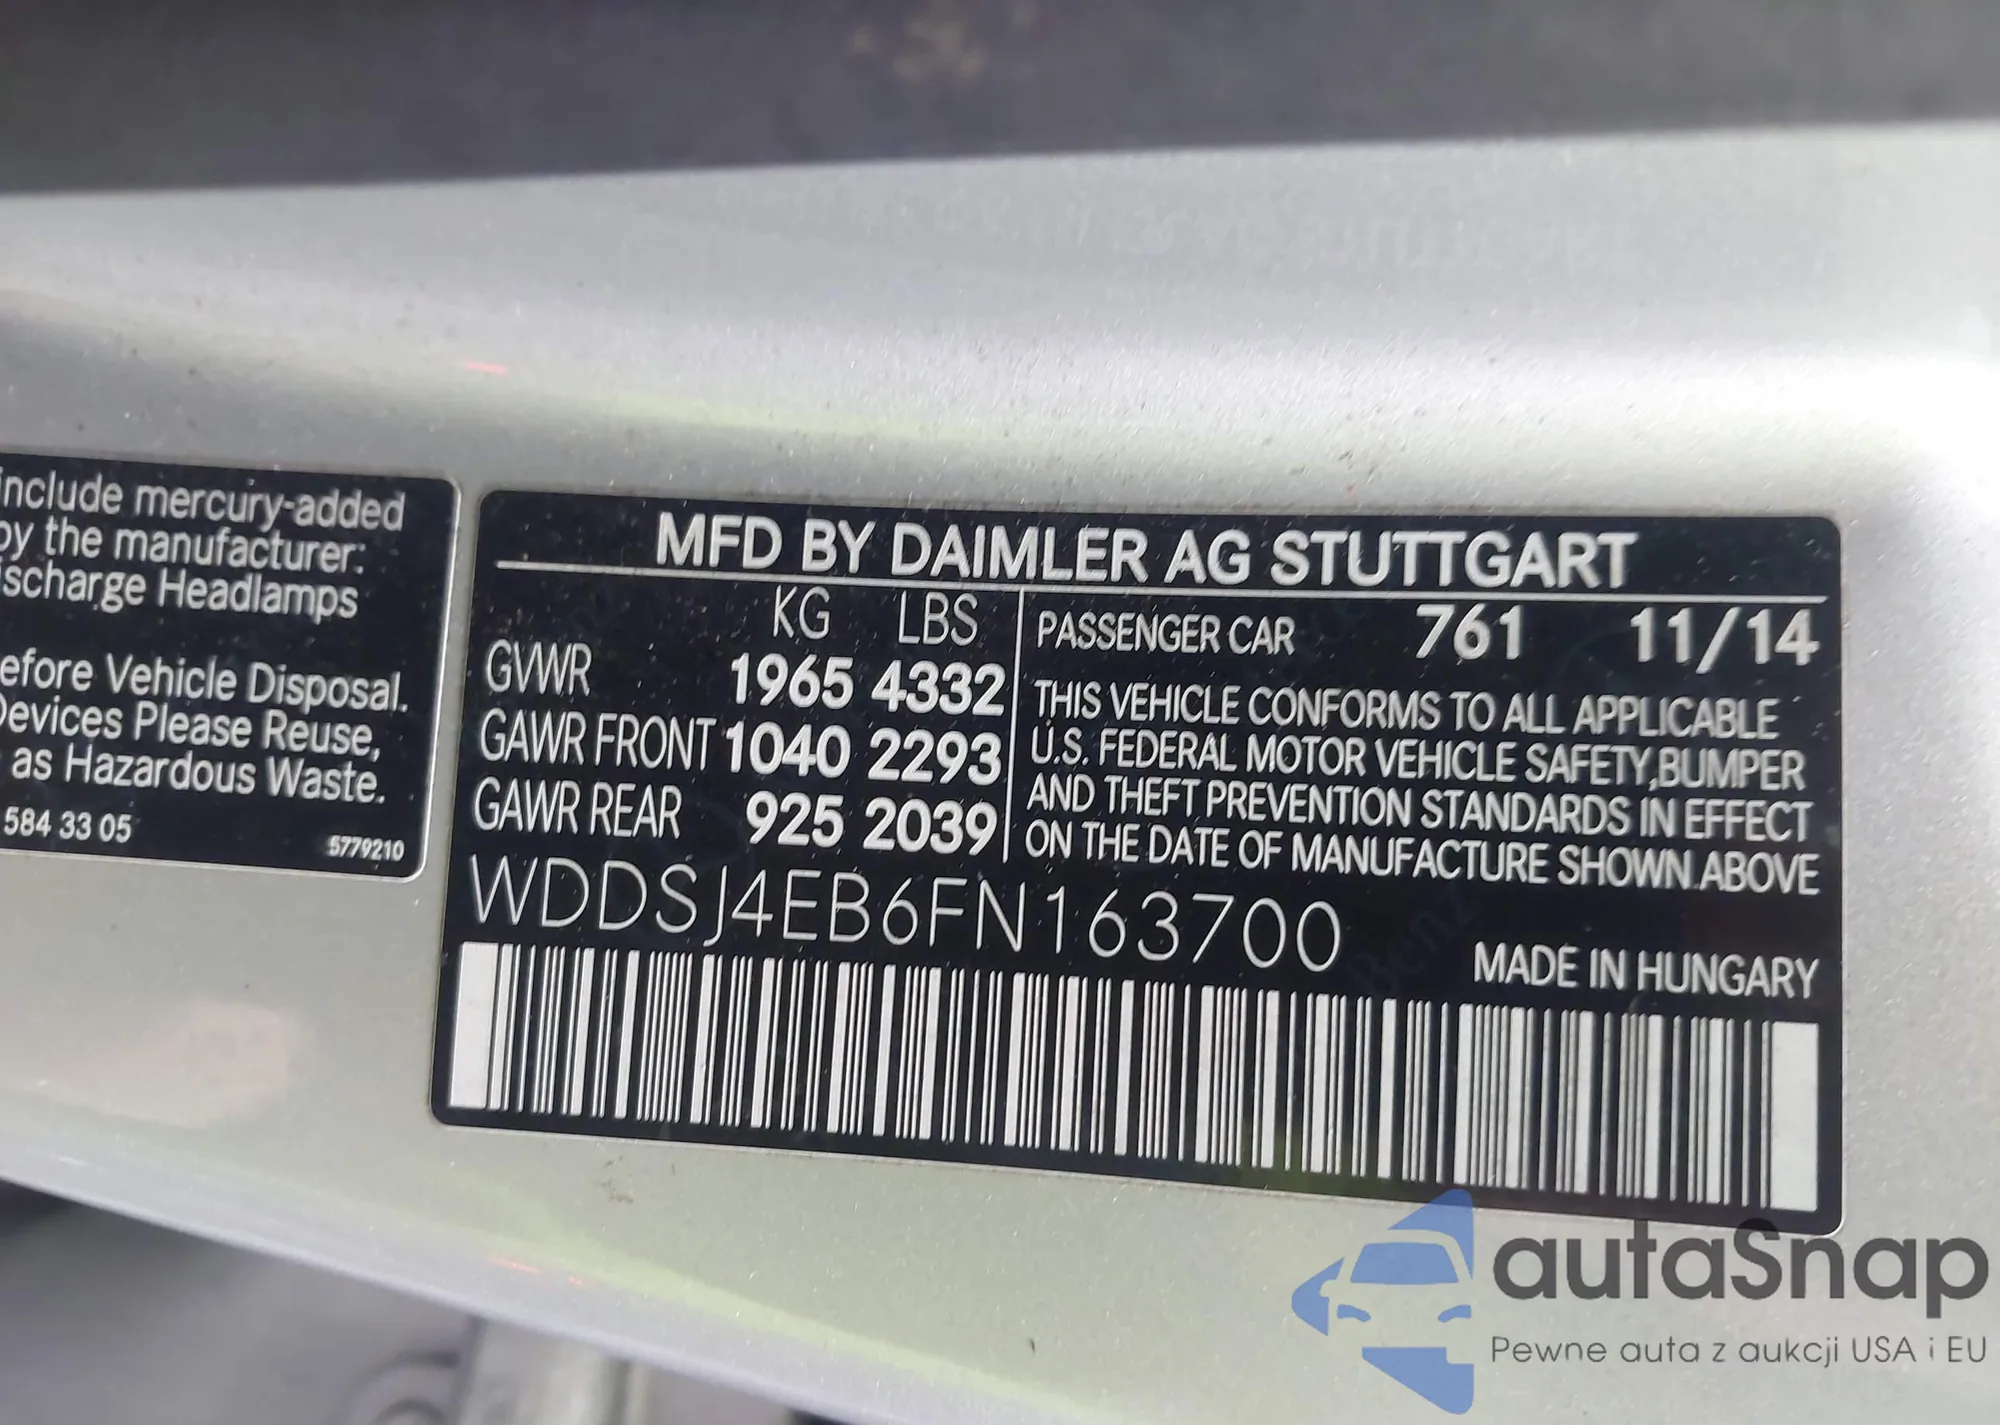 include mercury-added
by the manufacturer:
ischarge Headlamps
efore Vehicle Disposal.
Devices Please Reuse,
as Hazardous Waste.
584 33 05 5779210
MFD BY DAIMLER AG STUTTGART
KG LBS
GVWR 1965 4332
GAWR FRONT 1040 2293
GAWR REAR 925 2039
PASSENGER CAR 761 11/14
THIS VEHICLE CONFORMS TO ALL APPLICABLE
U.S. FEDERAL MOTOR VEHICLE SAFETY,BUMPER
AND THEFT PREVENTION STANDARDS IN EFFECT
ON THE DATE OF MANUFACTURE SHOWN ABOVE
WDDSJ4EB6FN163700
MADE IN HUNGARY
autaSnap
Pewne auta z aukcji USA i EU